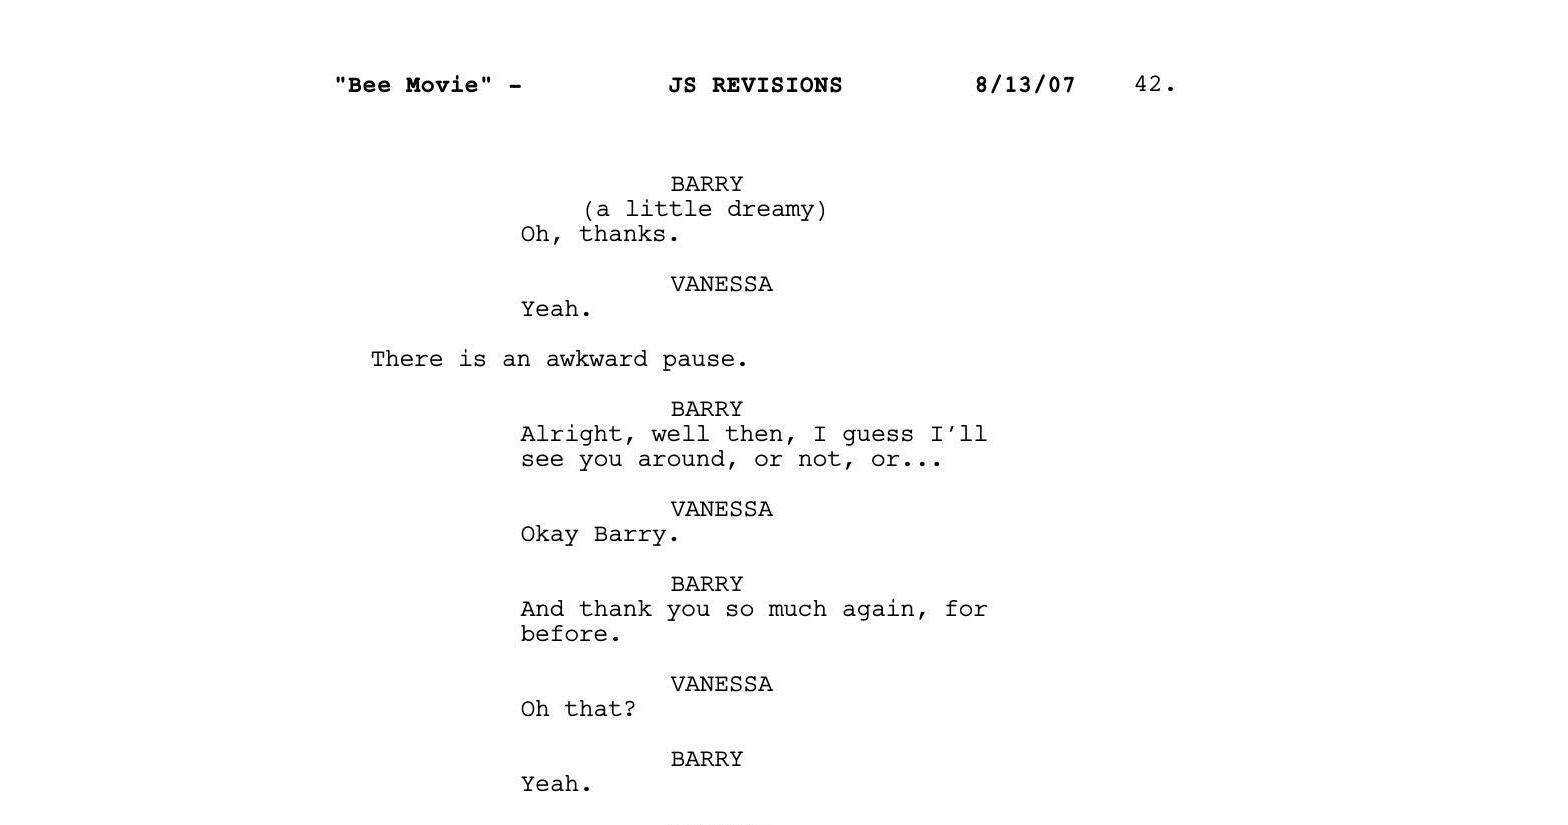 "Bee Movie" - JS REVISIONS 8/13/07 42.
BARRY
(a little dreamy)
Oh, thanks.
VANESSA
Yeah.
There is an awkward pause.
BARRY
Alright, well then, I guess I’ll
see you around, or not, or...
VANESSA
Okay Barry.
BARRY
And thank you so much again, for
before.
VANESSA
Oh that?
BARRY
Yeah.